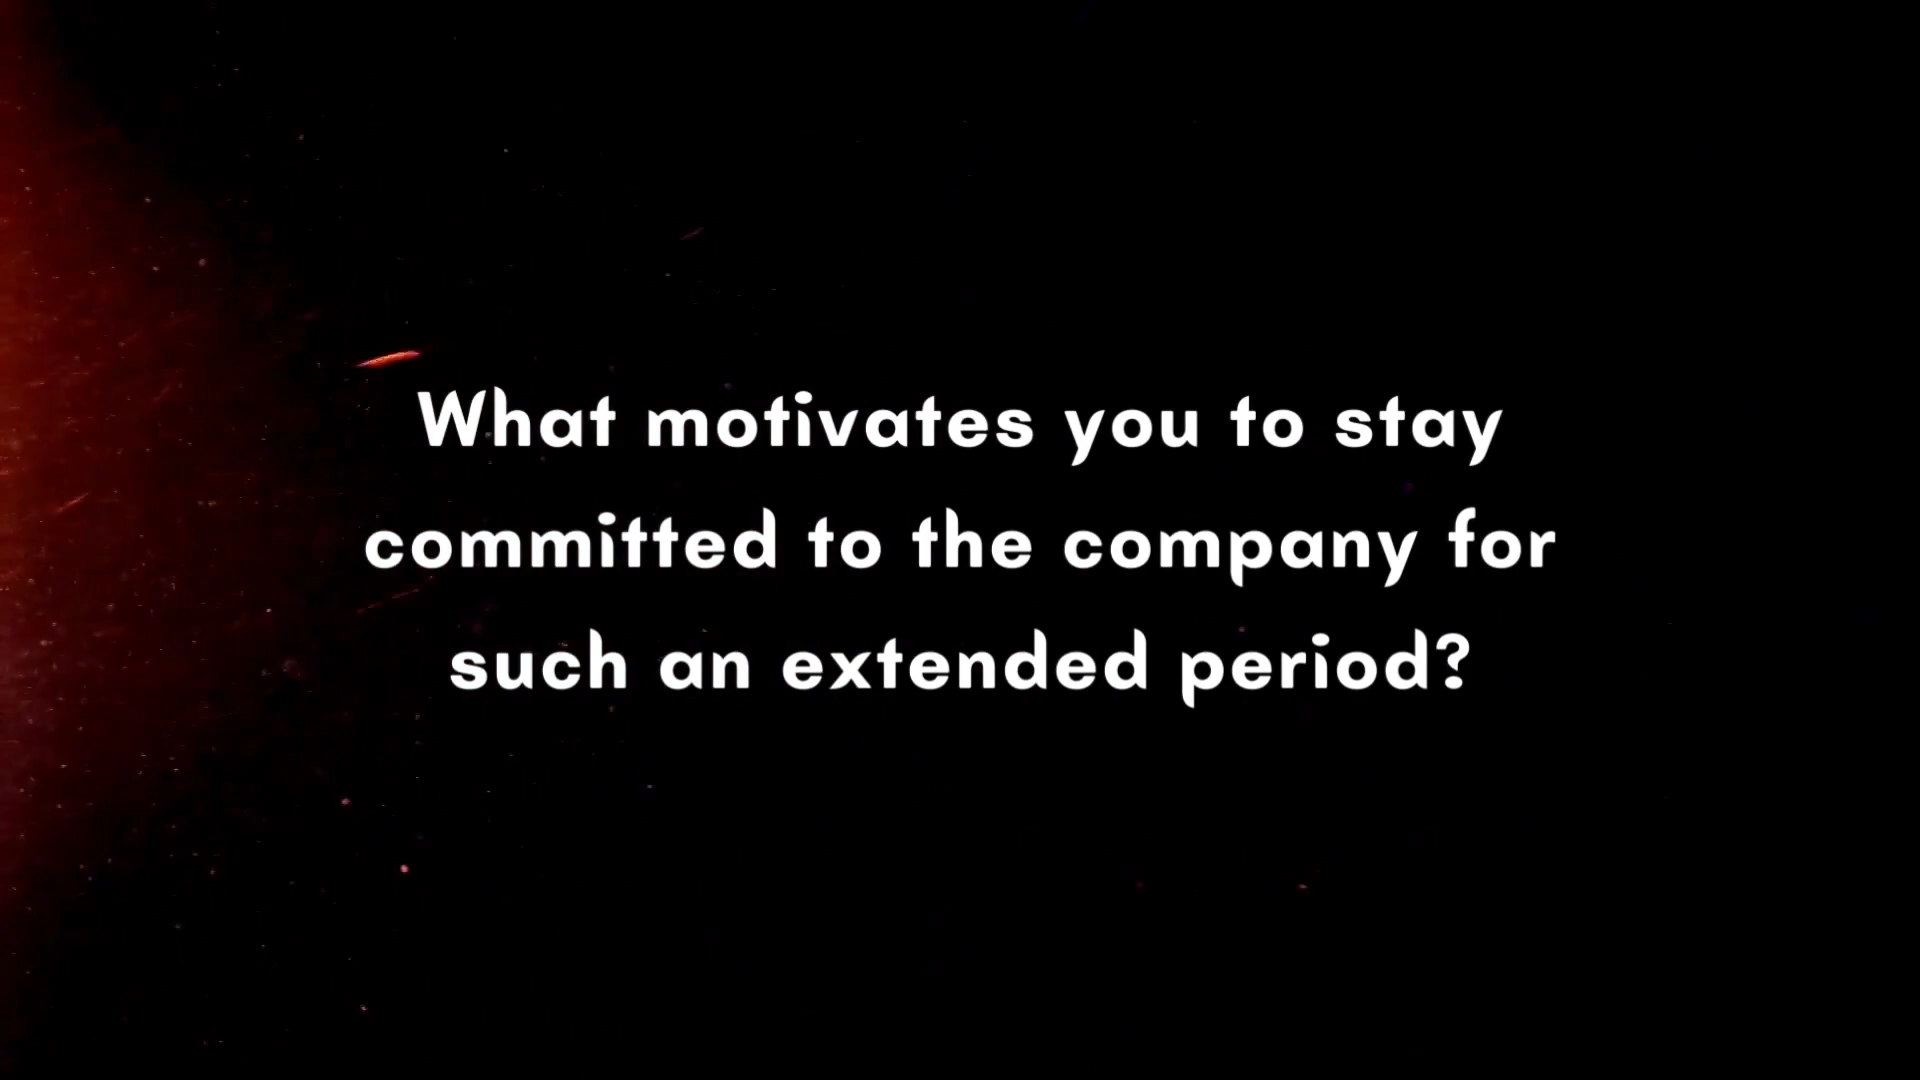 What motivates you to stay
committed to the company for
such an extended period?